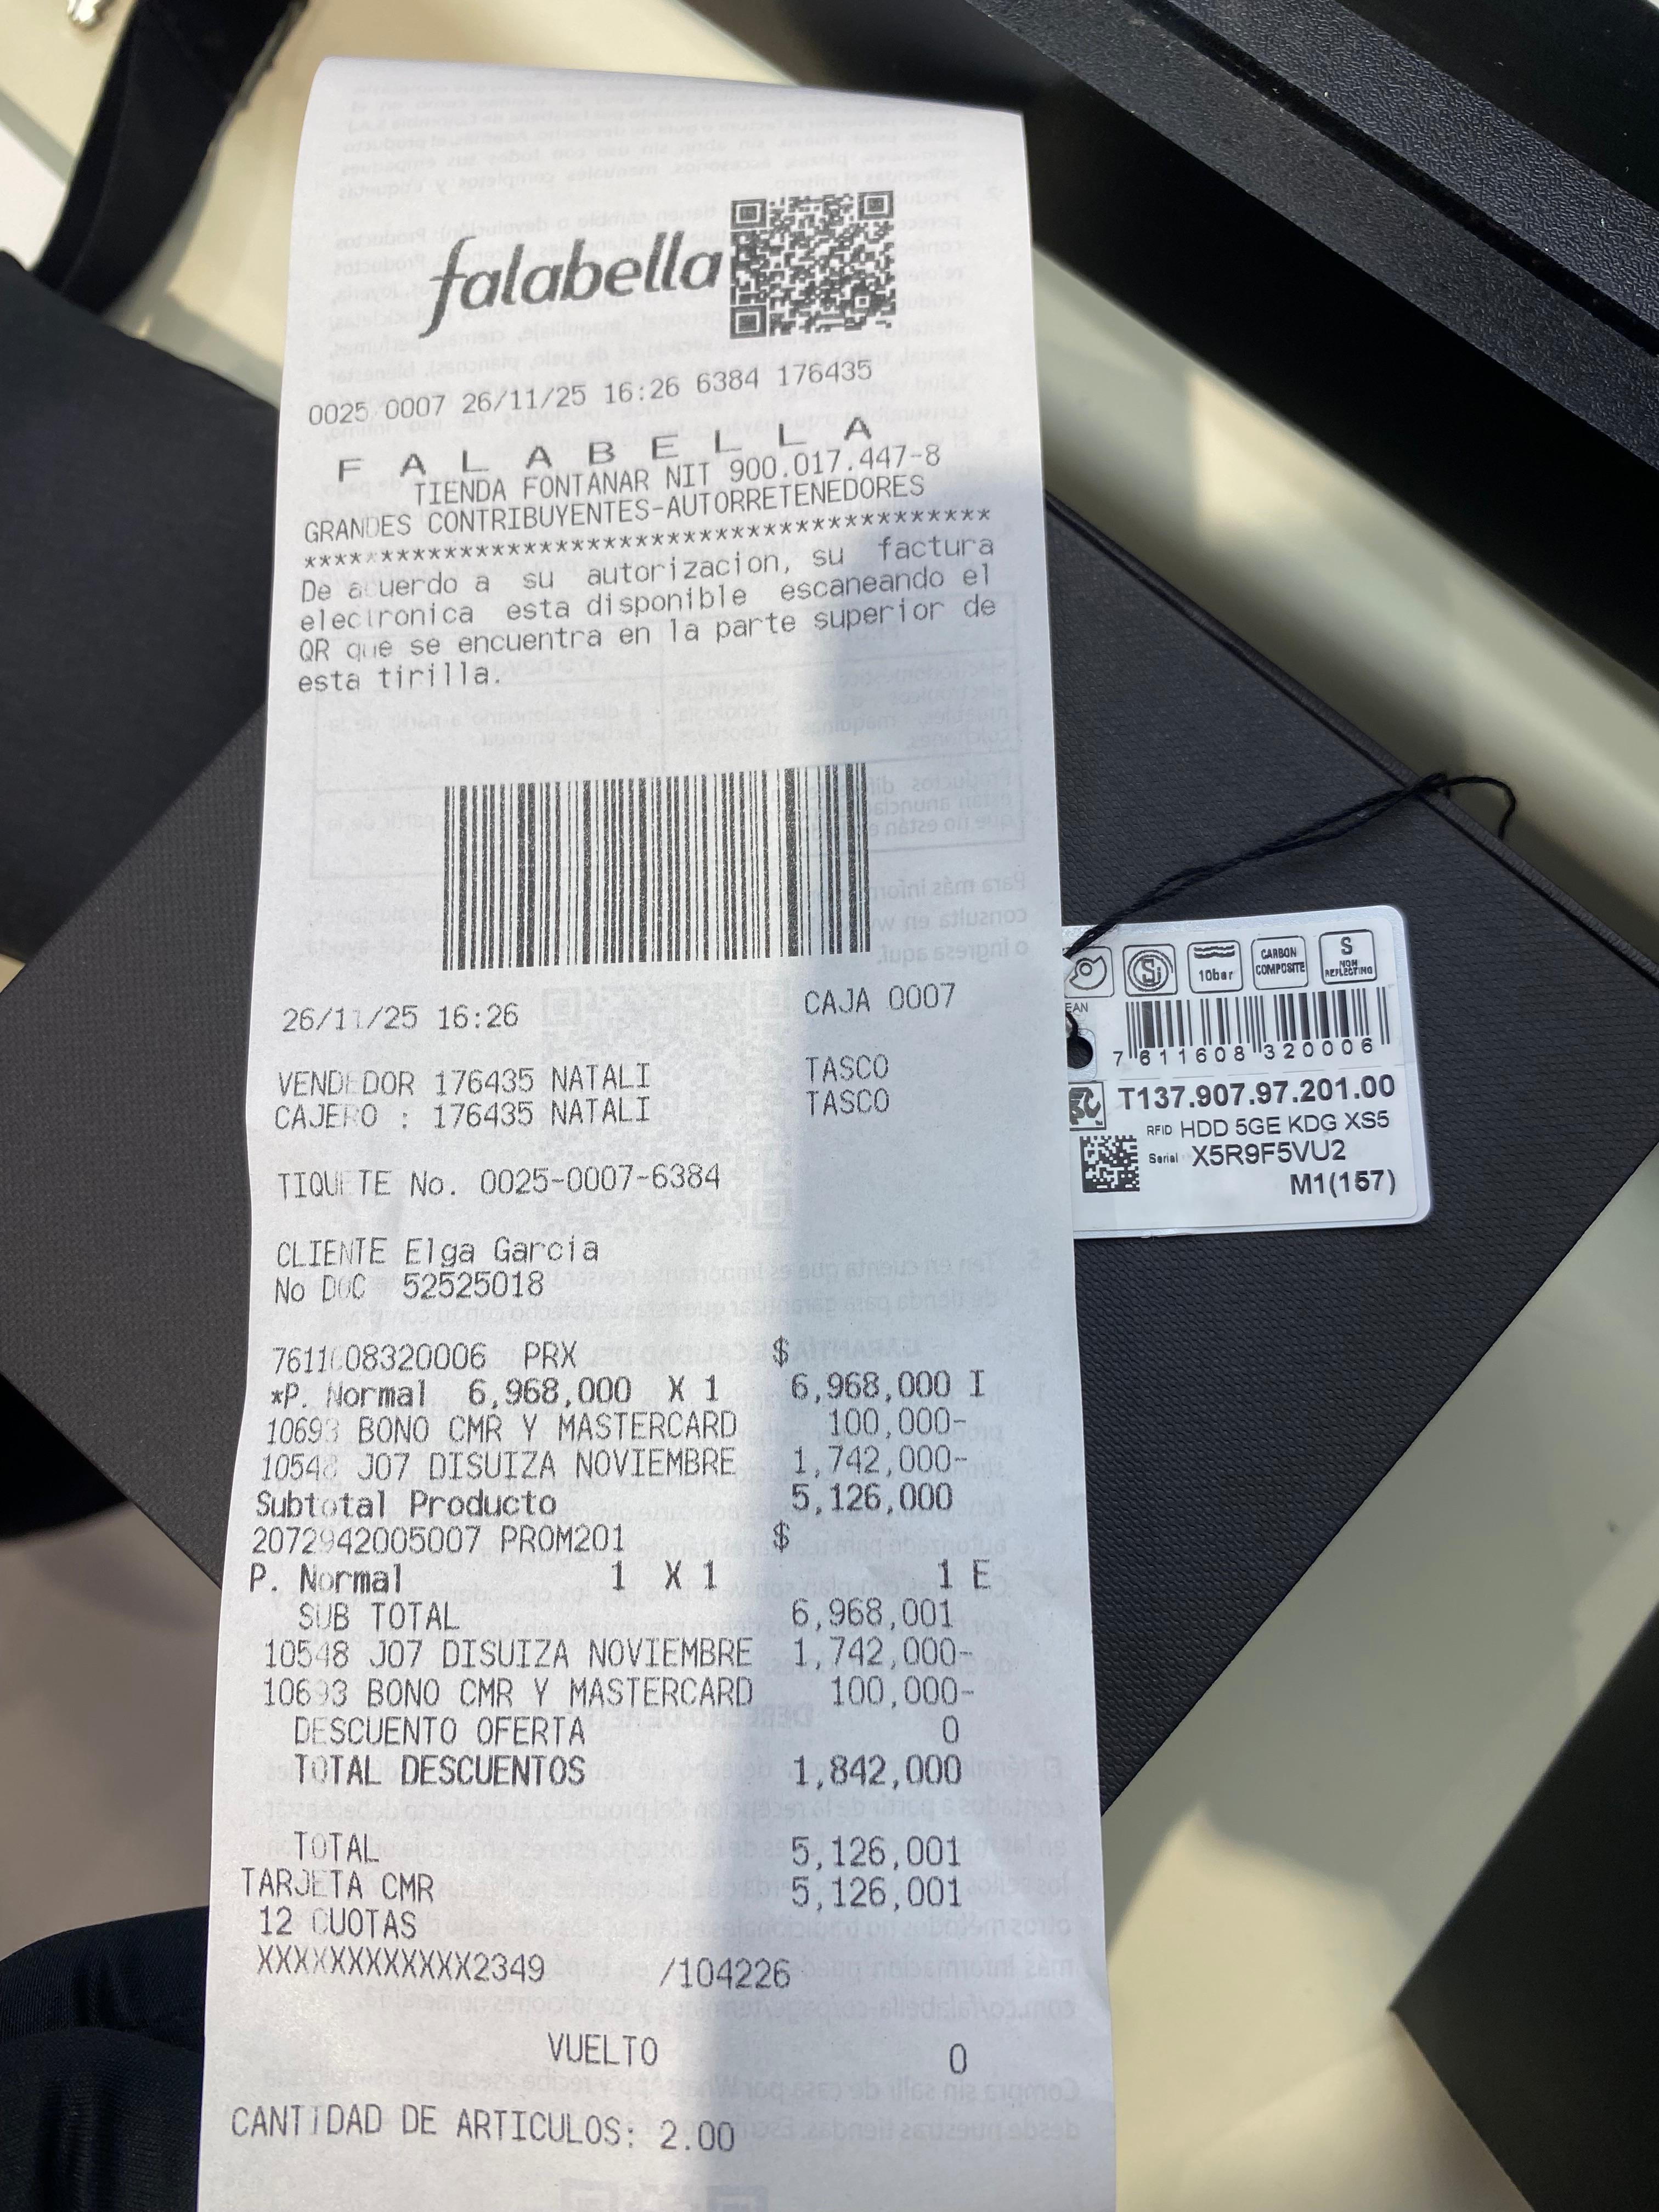 falabella
0025 0007 26/11/25 16:26 6384 176435
F A L A B E L L A
TIENDA FONTANAR NIT 900.017.447-8
GRANDES CONTRIBUYENTES-AUTORRETENEDORES
De acuerdo a su autorizacion, su factura
electronica esta disponible escaneando el
QR que se encuentra en la parte superior de
esta tirilla.
26/11/25 16:26 CAJA 0007
VENDEDOR 176435 NATALI TASCO
CAJERO : 176435 NATALI TASCO
TIQUETE No. 0025-0007-6384
CLIENTE Elga Garcia
No DOC 52525018
7611608320006 PRX $
*P. Normal 6,968,000 X 1 6,968,000 I
10693 BONO CMR Y MASTERCARD 100,000-
10548 JO7 DISUIZA NOVIEMBRE 1,742,000-
Subtotal Producto 5,126,000
2072942005007 PROM201 $
P. Normal 1 X 1 1 E
SUB TOTAL 6,968,001
10548 JO7 DISUIZA NOVIEMBRE 1,742,000-
10693 BONO CMR Y MASTERCARD 100,000-
DESCUENTO OFERTA 0
TOTAL DESCUENTOS 1,842,000
TOTAL 5,126,001
TARJETA CMR 5,126,001
12 CUOTAS
XXXXXXXXXXXX2349 /104226
VUELTO 0
CANTIDAD DE ARTICULOS: 2.00
Si
10bar
CARBON
COMPOSITE
S
NON
REFLECTING
EAN
7 611608 320006
T137.907.97.201.00
RFID HDD 5GE KDG XS5
Serial X5R9F5VU2
M1(157)